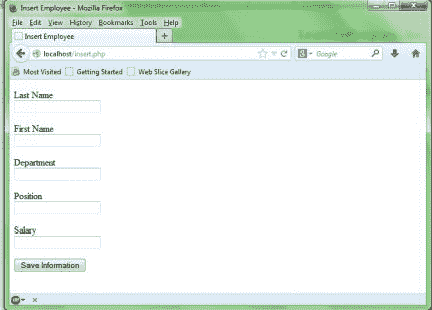 Insert Employee - Mozilla Firefox
File Edit View History Bookmarks Tools Help
Insert Employee
localhost/insert.php
Google
Most Visited Getting Started Web Slice Gallery
Last Name
First Name
Department
Position
Salary
Save Information